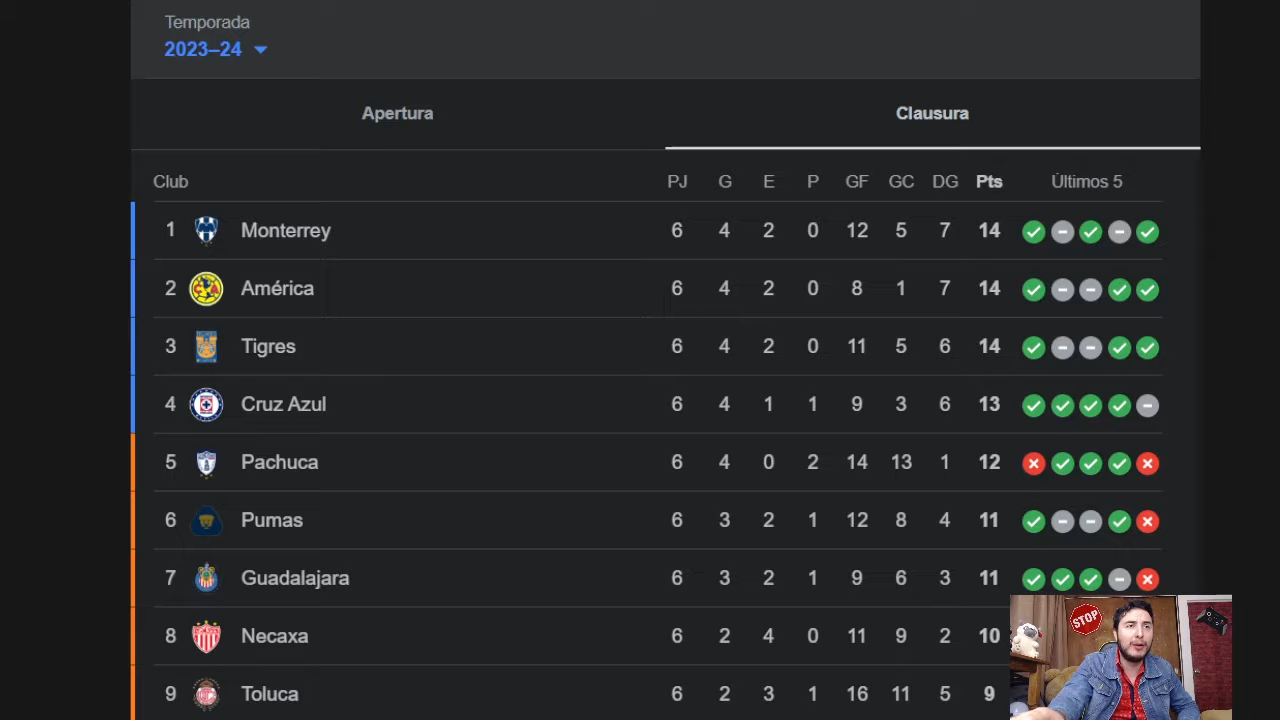 Temporada
2023–24
Apertura Clausura
Club PJ G E P GF GC DG Pts Últimos 5
1 Monterrey 6 4 2 0 12 5 7 14
2 América 6 4 2 0 8 1 7 14
3 Tigres 6 4 2 0 11 5 6 14
4 Cruz Azul 6 4 1 1 9 3 6 13
5 Pachuca 6 4 0 2 14 13 1 12
6 Pumas 6 3 2 1 12 8 4 11
7 Guadalajara 6 3 2 1 9 6 3 11
8 Necaxa 6 2 4 0 11 9 2 10
9 Toluca 6 2 3 1 16 11 5 9
STOP